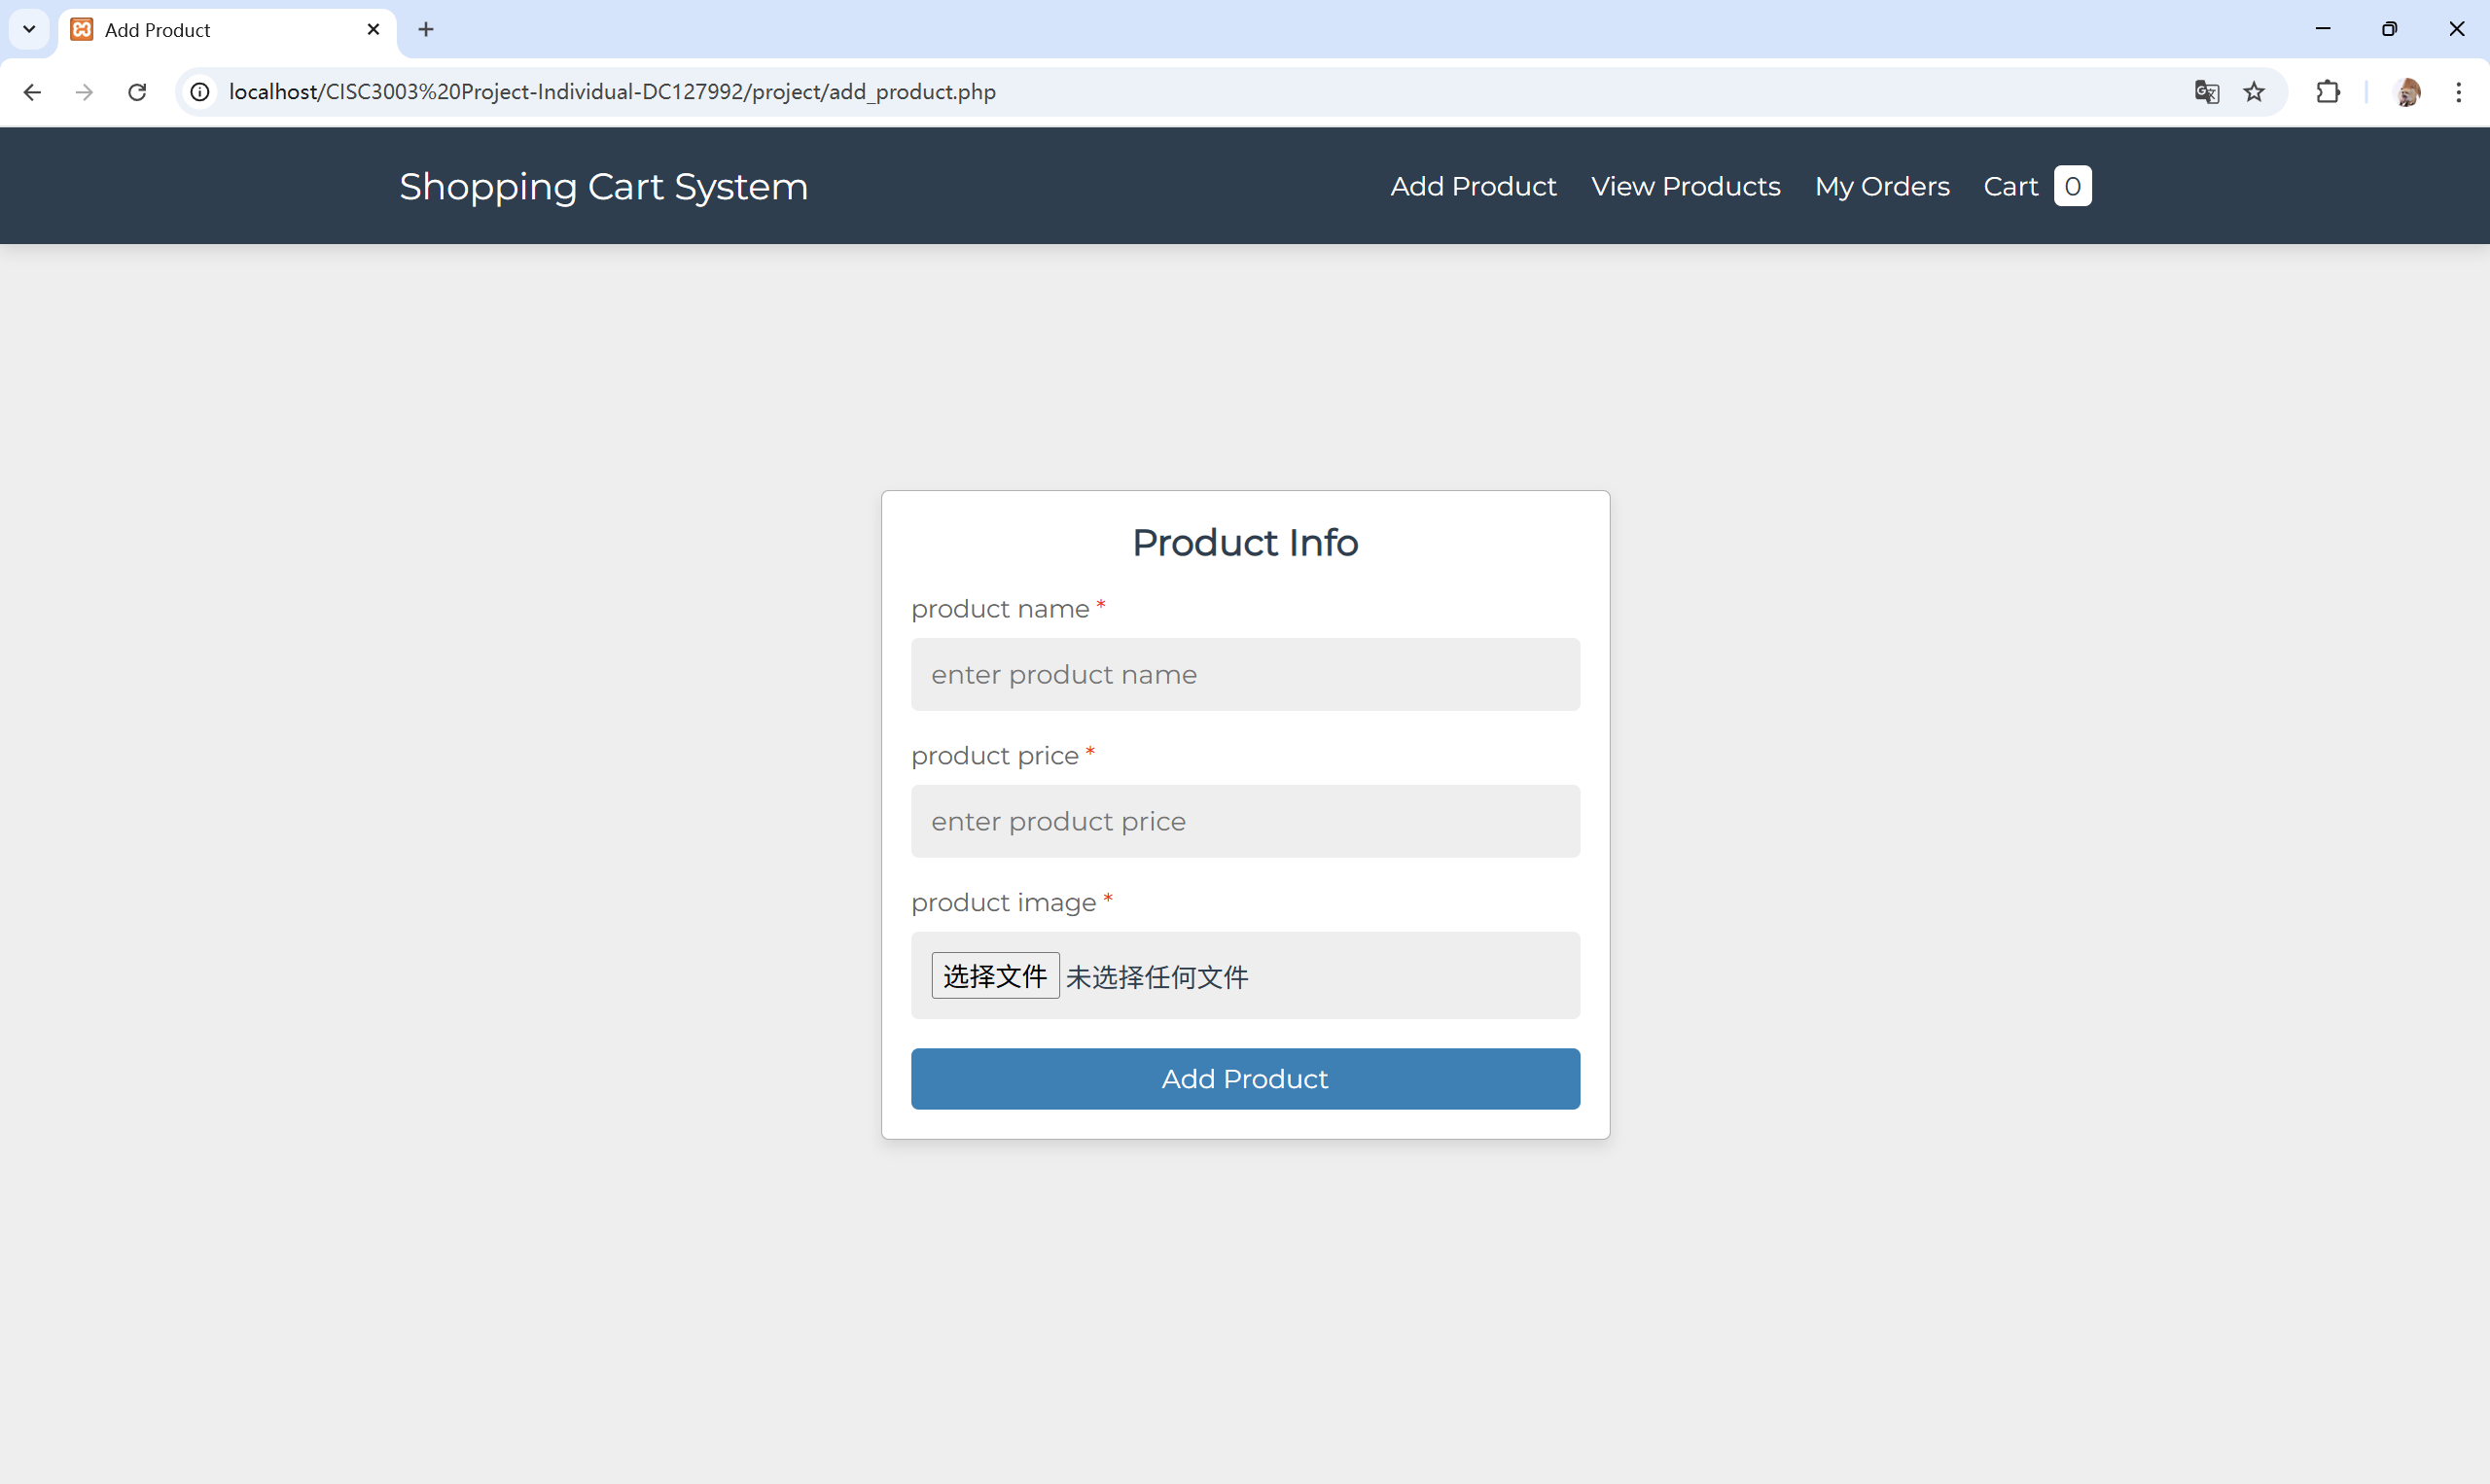 Add Product
localhost/CISC3003%20Project-Individual-DC127992/project/add_product.php
Shopping Cart System
Add Product View Products My Orders Cart 0
Product Info
product name *
enter product name
product price *
enter product price
product image *
选择文件 未选择任何文件
Add Product